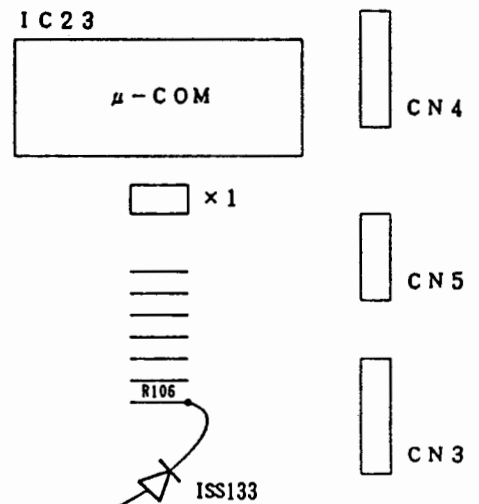 IC23
μ-COM
CN4
×1
CN5
R106
CN3
ISS133